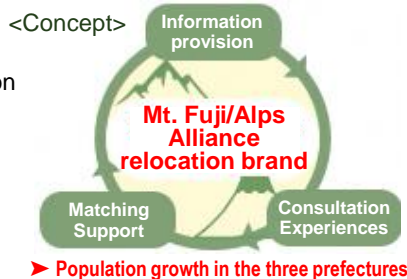 <Concept>
Information
provision
on
Mt. Fuji/Alps
Alliance
relocation brand
Matching
Support
Consultation
Experiences
➤ Population growth in the three prefectures